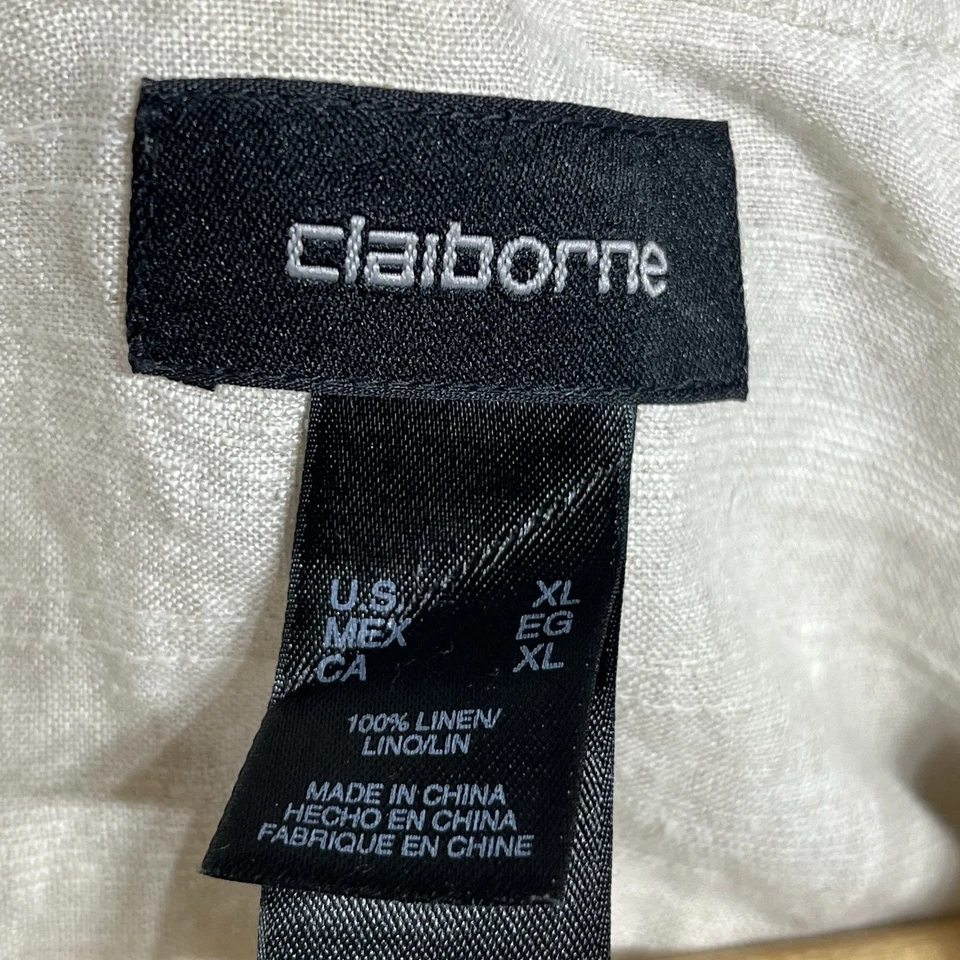 claiborne
U.S. XL
MEX EG
CA XL
100% LINEN/
LINO/LIN
MADE IN CHINA
HECHO EN CHINA
FABRIQUE EN CHINE